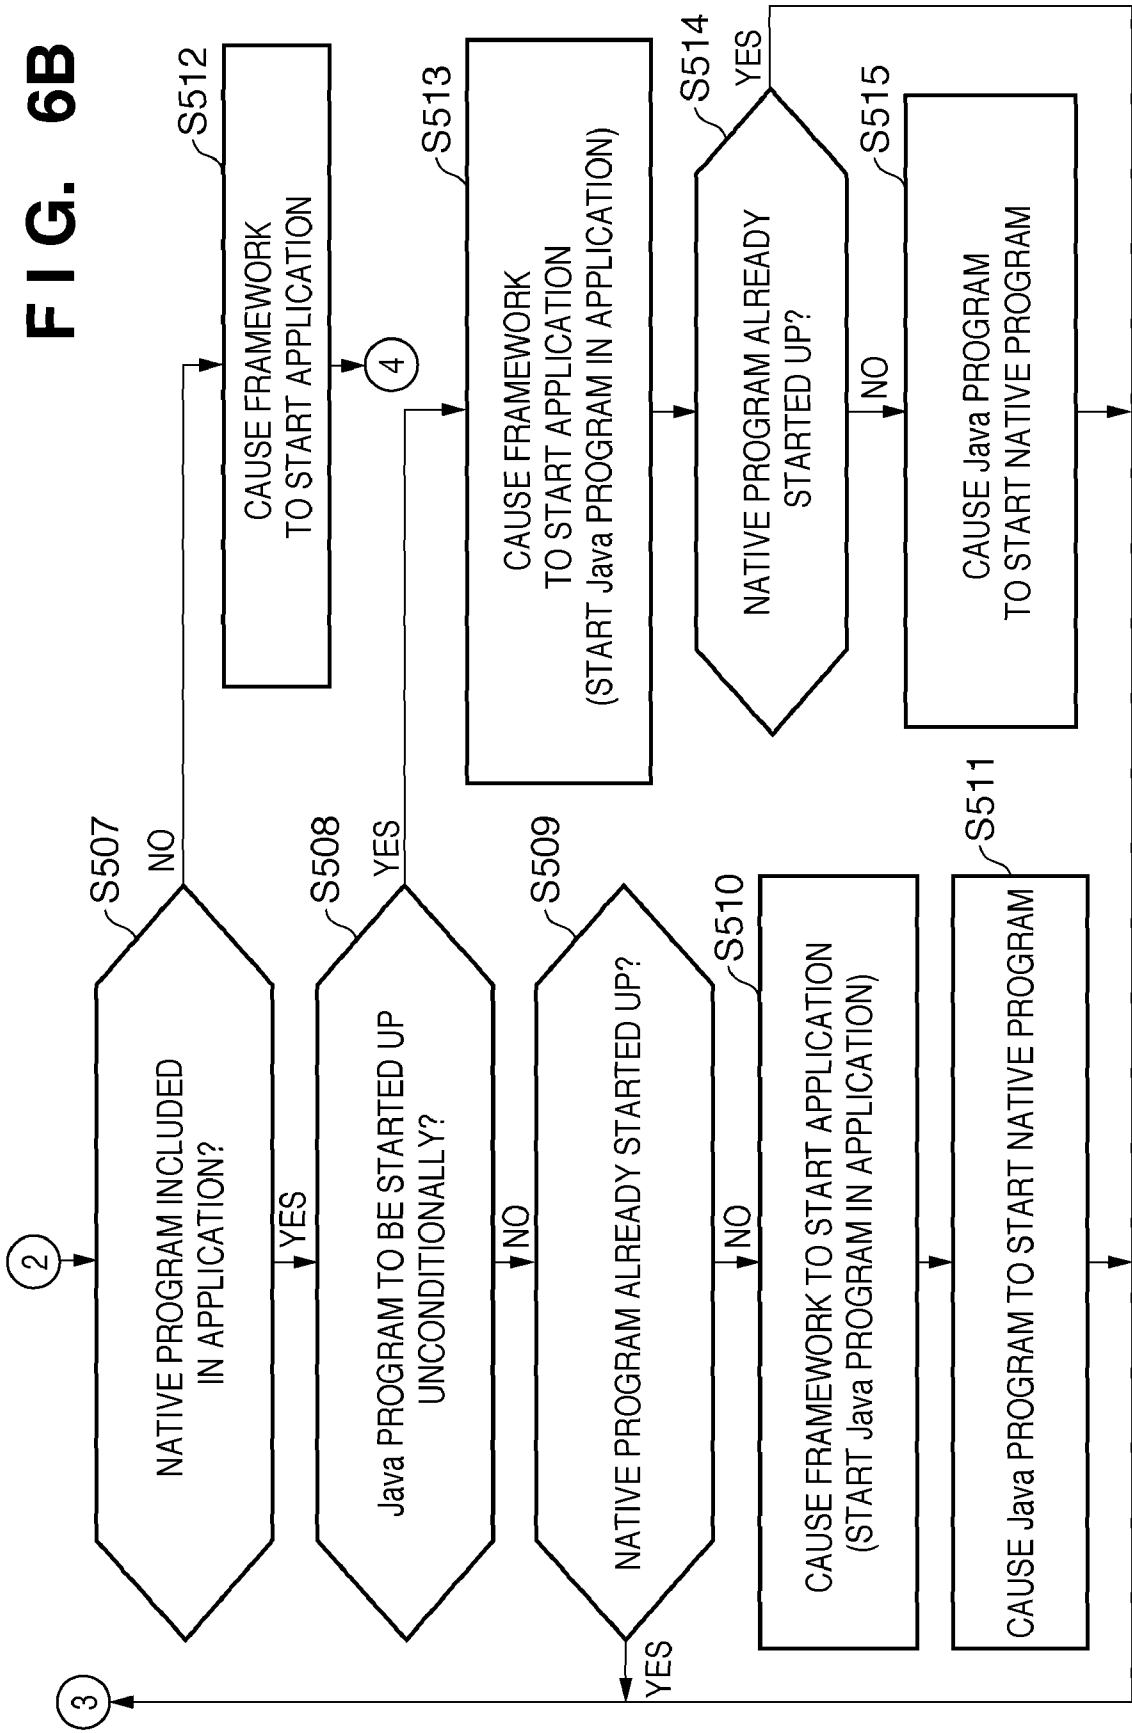 FIG. 6B
2
3
S507
NATIVE PROGRAM INCLUDED
IN APPLICATION?
NO
YES
S508
Java PROGRAM TO BE STARTED UP
UNCONDITIONALLY?
YES
NO
S509
NATIVE PROGRAM ALREADY STARTED UP?
YES
NO
S510
CAUSE FRAMEWORK TO START APPLICATION
(START Java PROGRAM IN APPLICATION)
S511
CAUSE Java PROGRAM TO START NATIVE PROGRAM
S512
CAUSE FRAMEWORK
TO START APPLICATION
4
S513
CAUSE FRAMEWORK
TO START APPLICATION
(START Java PROGRAM IN APPLICATION)
S514
NATIVE PROGRAM ALREADY
STARTED UP?
YES
NO
S515
CAUSE Java PROGRAM
TO START NATIVE PROGRAM